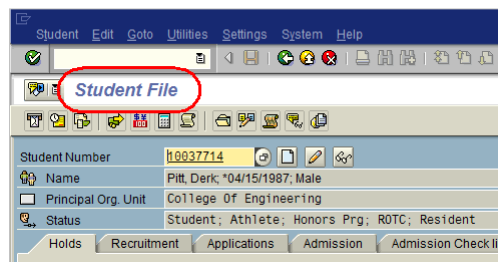 Student Edit Goto Utilities Settings System Help
Student File
Student Number 10037714
Name Pitt, Derk; *04/15/1987; Male
Principal Org. Unit College Of Engineering
Status Student; Athlete; Honors Prg; ROTC; Resident
Holds Recruitment Applications Admission Admission Check li